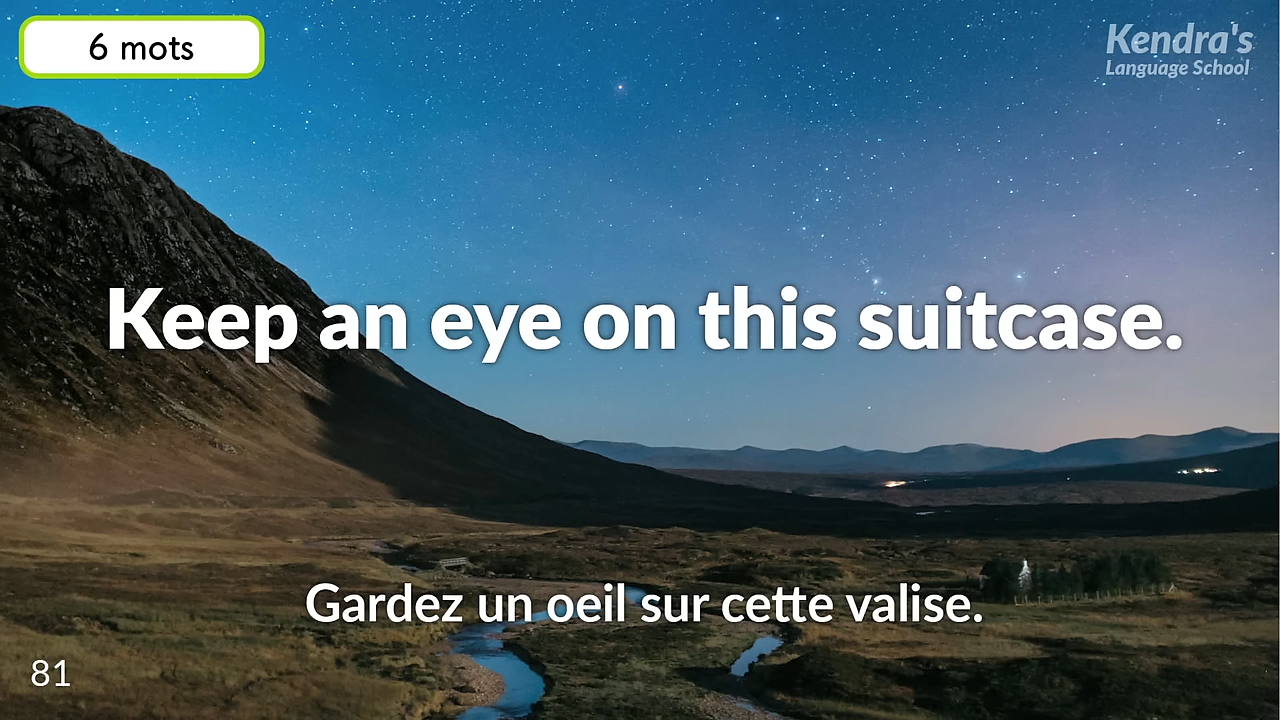 6 mots
Kendra's
Language School
Keep an eye on this suitcase.
Gardez un oeil sur cette valise.
81